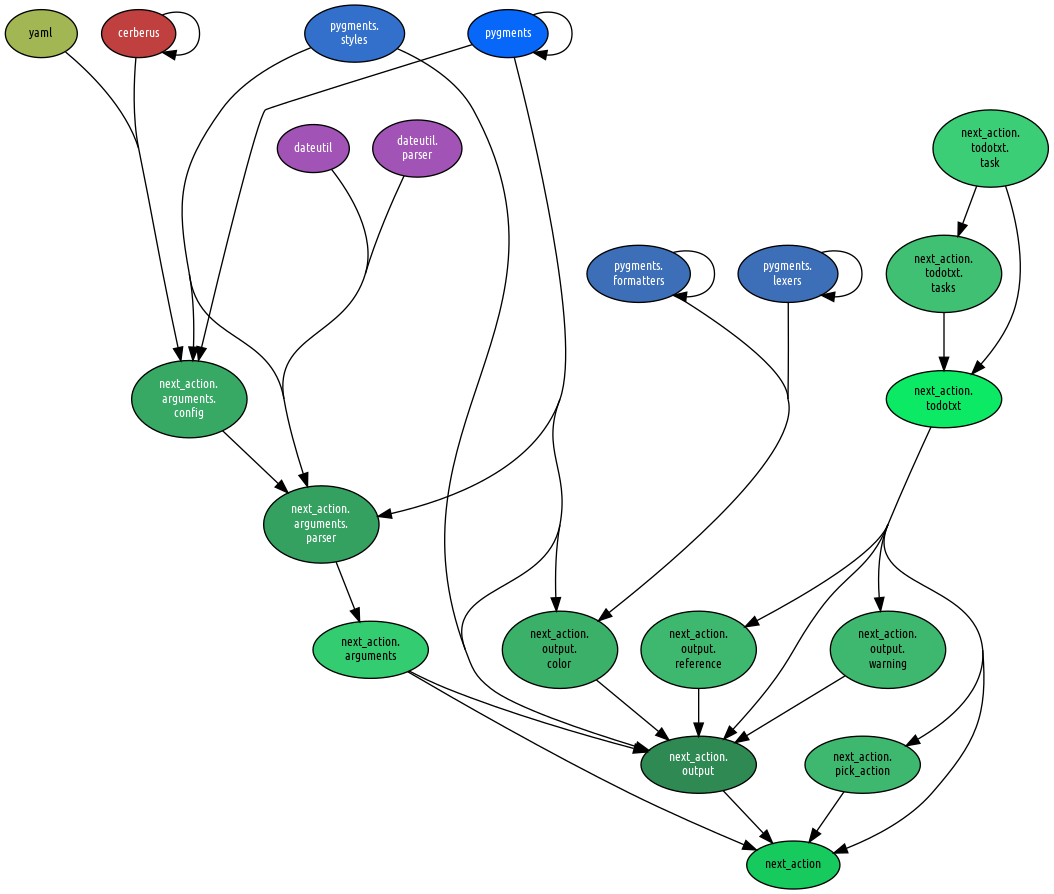 yaml
cerberus
pygments.
styles
pygments
dateutil
dateutil.
parser
next_action.
todotxt.
task
pygments.
formatters
pygments.
lexers
next_action.
todotxt.
tasks
next_action.
arguments.
config
next_action.
todotxt
next_action.
arguments.
parser
next_action.
arguments
next_action.
output.
color
next_action.
output.
reference
next_action.
output.
warning
next_action.
output
next_action.
pick_action
next_action